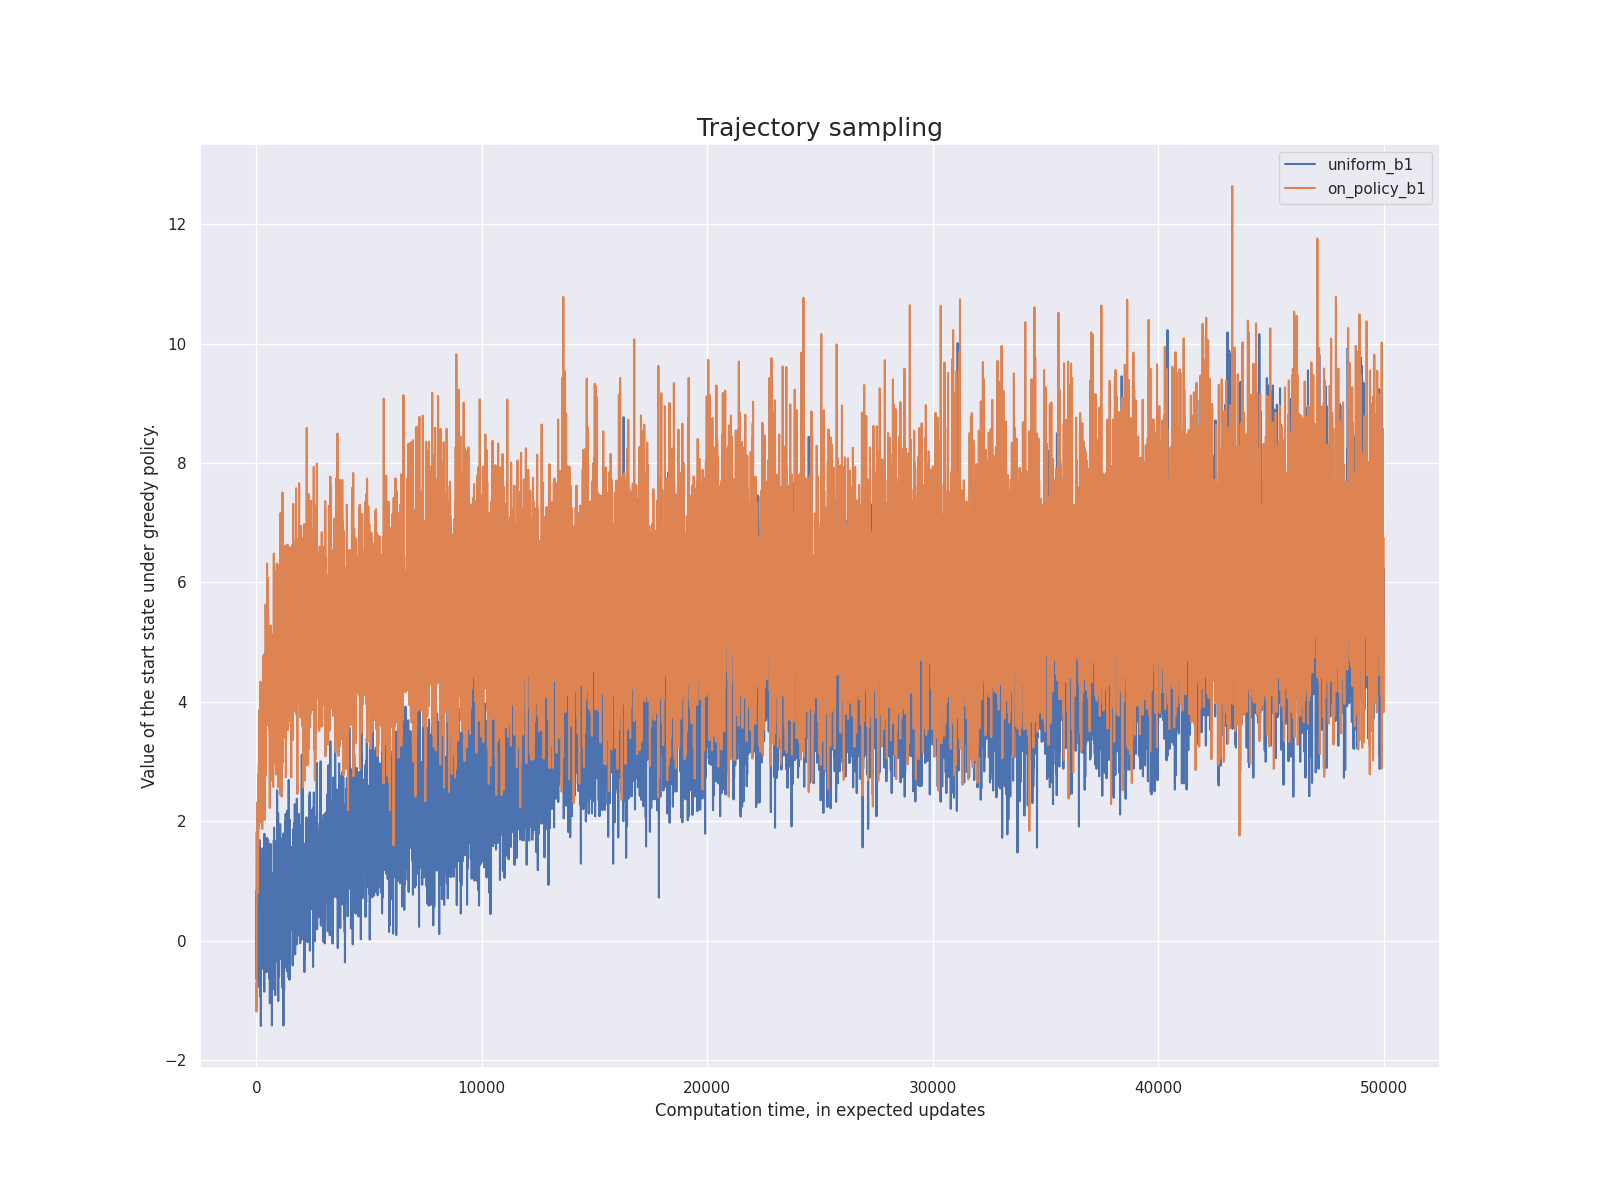 Trajectory sampling
uniform_b1
on_policy_b1
Value of the start state under greedy policy.
12
10
8
6
4
2
0
−2
0
10000
20000
30000
40000
50000
Computation time, in expected updates